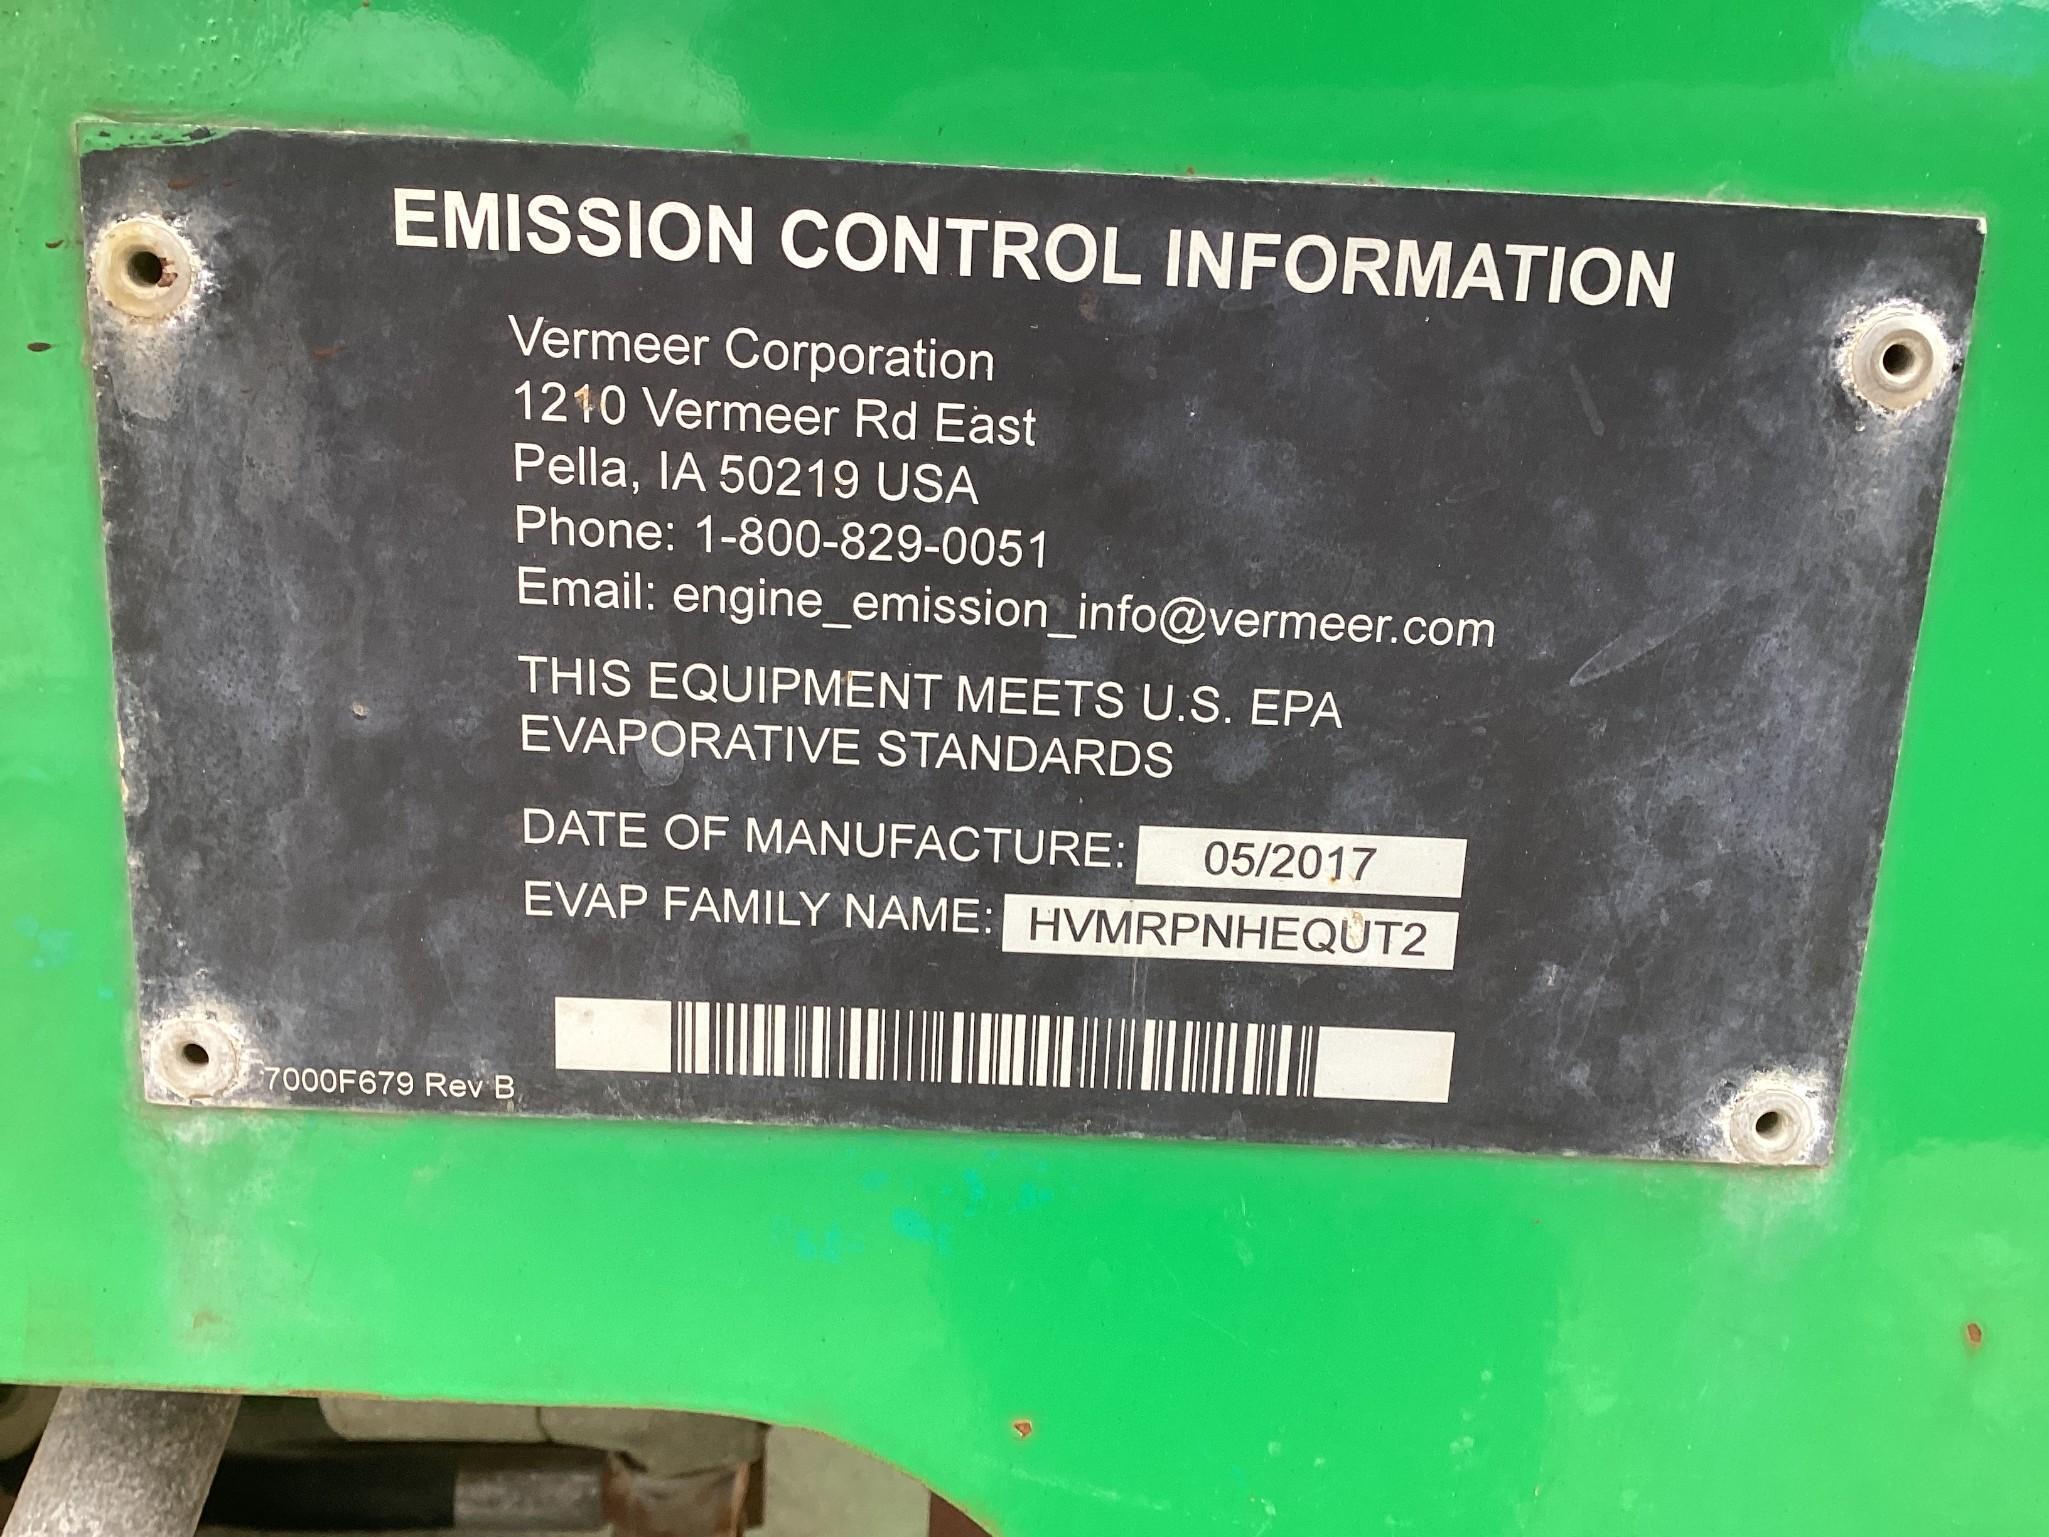 EMISSION CONTROL INFORMATION
Vermeer Corporation
1210 Vermeer Rd East
Pella, IA 50219 USA
Phone: 1-800-829-0051
Email: engine_emission_info@vermeer.com
THIS EQUIPMENT MEETS U.S. EPA
EVAPORATIVE STANDARDS
DATE OF MANUFACTURE: 05/2017
EVAP FAMILY NAME: HVMRPNHEQUT2
7000F679 Rev B